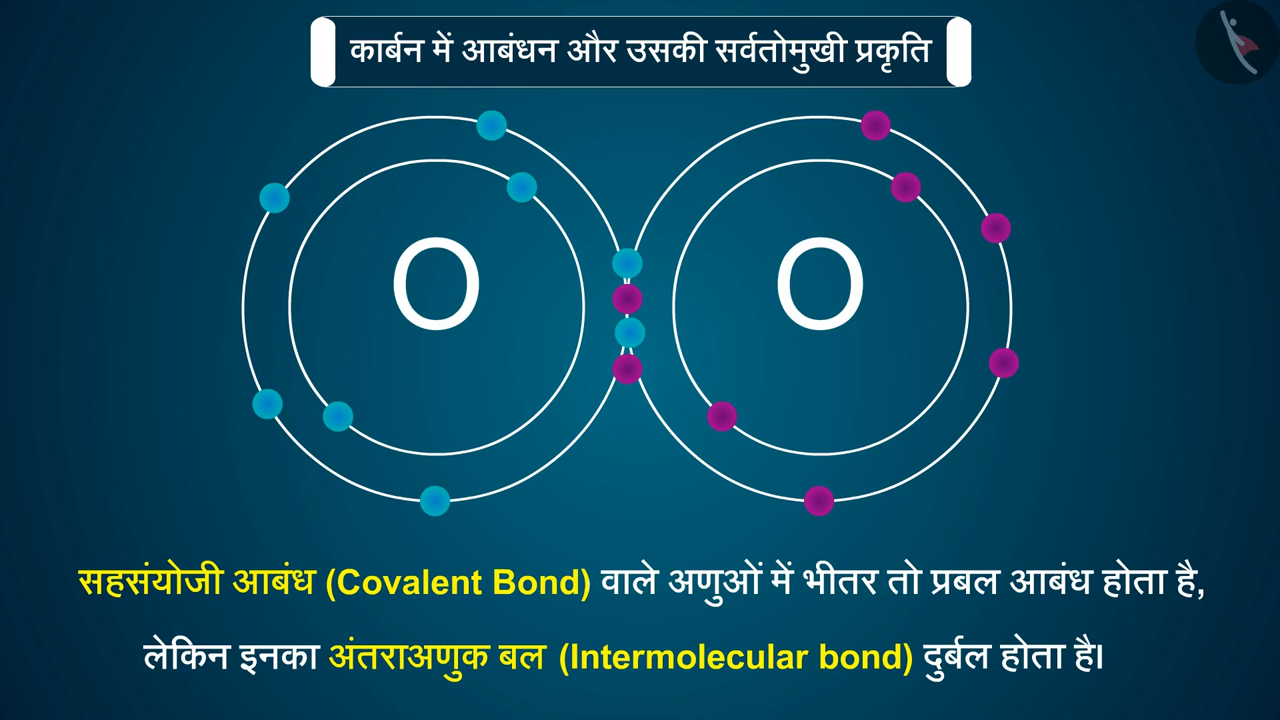 कार्बन में आबंधन और उसकी सर्वतोमुखी प्रकृति
O O
सहसंयोजी आबंध (Covalent Bond) वाले अणुओं में भीतर तो प्रबल आबंध होता है,
लेकिन इनका अंतराअणुक बल (Intermolecular bond) दुर्बल होता है।